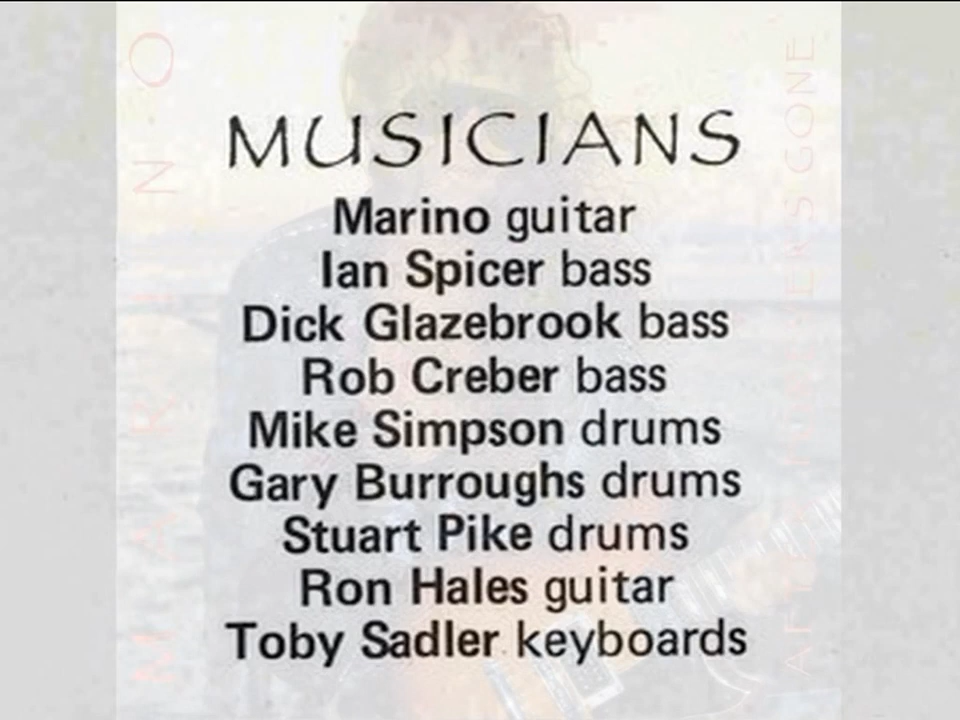 MUSICIANS
Marino guitar
Ian Spicer bass
Dick Glazebrook bass
Rob Creber bass
Mike Simpson drums
Gary Burroughs drums
Stuart Pike drums
Ron Hales guitar
Toby Sadler keyboards
MARINO